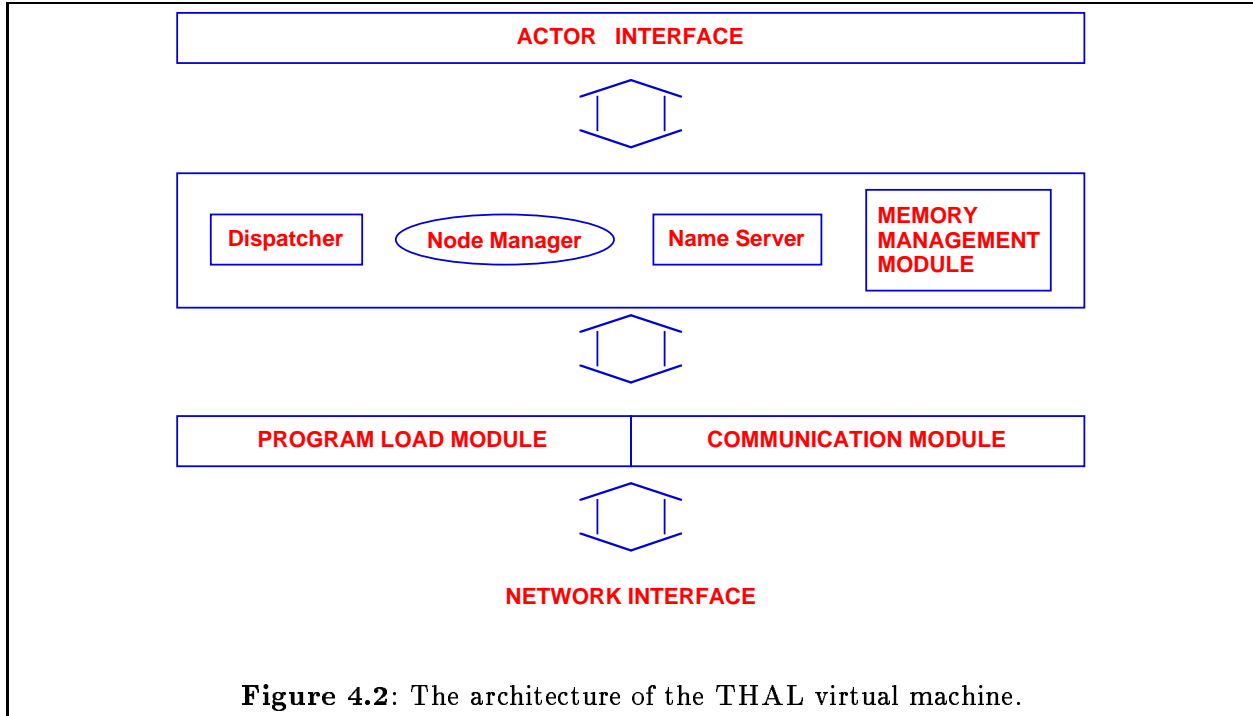 ACTOR INTERFACE
Dispatcher
Node Manager
Name Server
MEMORY
MANAGEMENT
MODULE
PROGRAM LOAD MODULE
COMMUNICATION MODULE
NETWORK INTERFACE
Figure 4.2: The architecture of the THAL virtual machine.